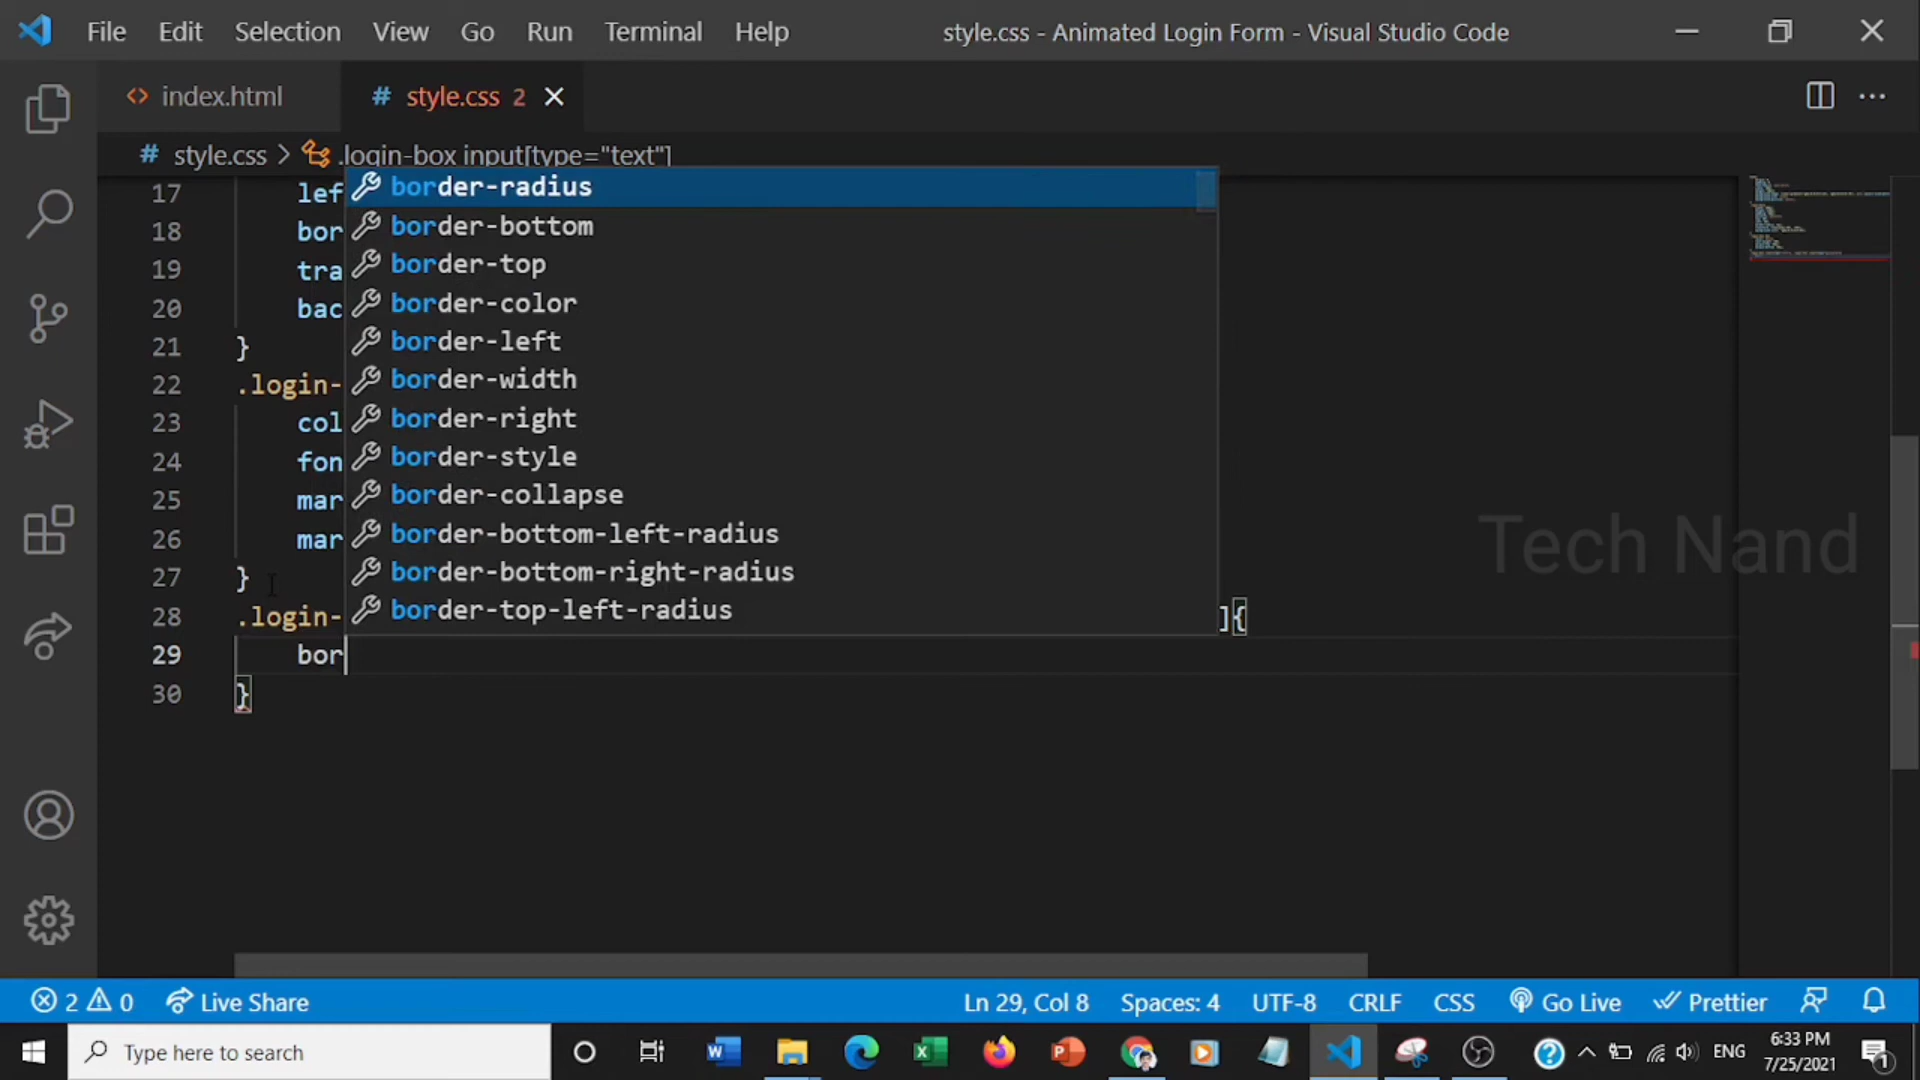 File Edit Selection View Go Run Terminal Help style.css - Animated Login Form - Visual Studio Code
index.html # style.css 2
# style.css > .login-box input[type="text"]
17 lef border-radius
18 bor border-bottom
19 tra border-top
20 bac border-color
21 } border-left
border-width
22 .login- border-right
23 col border-style
24 fon border-collapse
25 mar border-bottom-left-radius
26 mar border-bottom-right-radius
27 } border-top-left-radius
28 .login- ]{
29 bor
30 }
Tech Nand
2 0 Live Share Ln 29, Col 8 Spaces: 4 UTF-8 CRLF CSS Go Live Prettier
Type here to search ENG 6:33 PM
7/25/2021 1